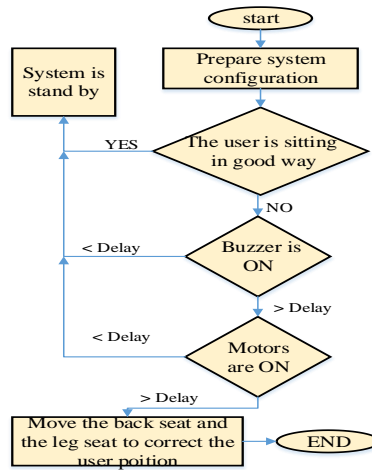 start
Prepare system
configuration
System is
stand by
The user is sitting
in good way
YES
NO
Buzzer is
ON
< Delay
> Delay
Motors
are ON
< Delay
> Delay
Move the back seat and
the leg seat to correct the
user poition
END